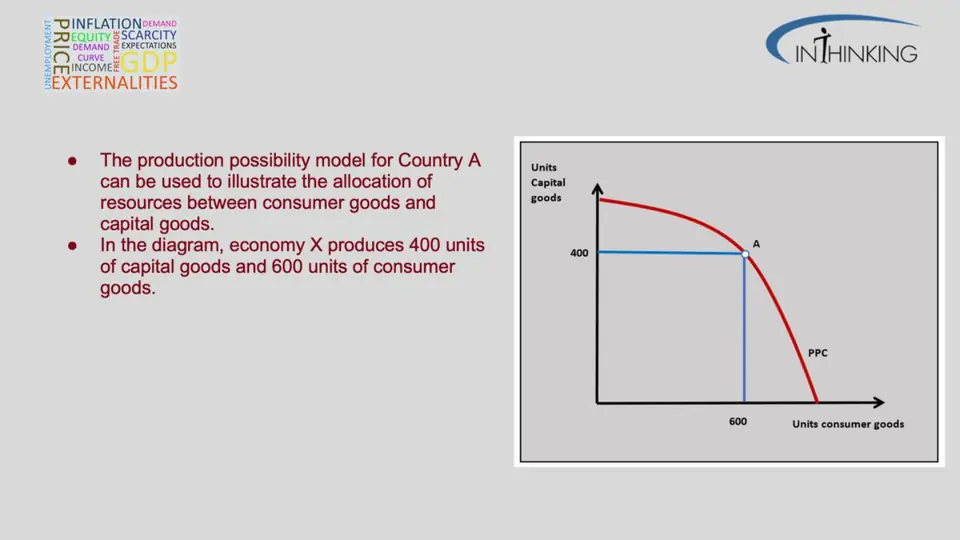 UNEMPLOYMENT
PRICE
INFLATION DEMAND
EQUITY SCARCITY
DEMAND EXPECTATIONS
CURVE
FREE TRADE
GDP
INCOME
EXTERNALITIES
INTHINKING
● The production possibility model for Country A
can be used to illustrate the allocation of
resources between consumer goods and
capital goods.
● In the diagram, economy X produces 400 units
of capital goods and 600 units of consumer
goods.
Units
Capital
goods
A
400
PPC
600
Units consumer goods